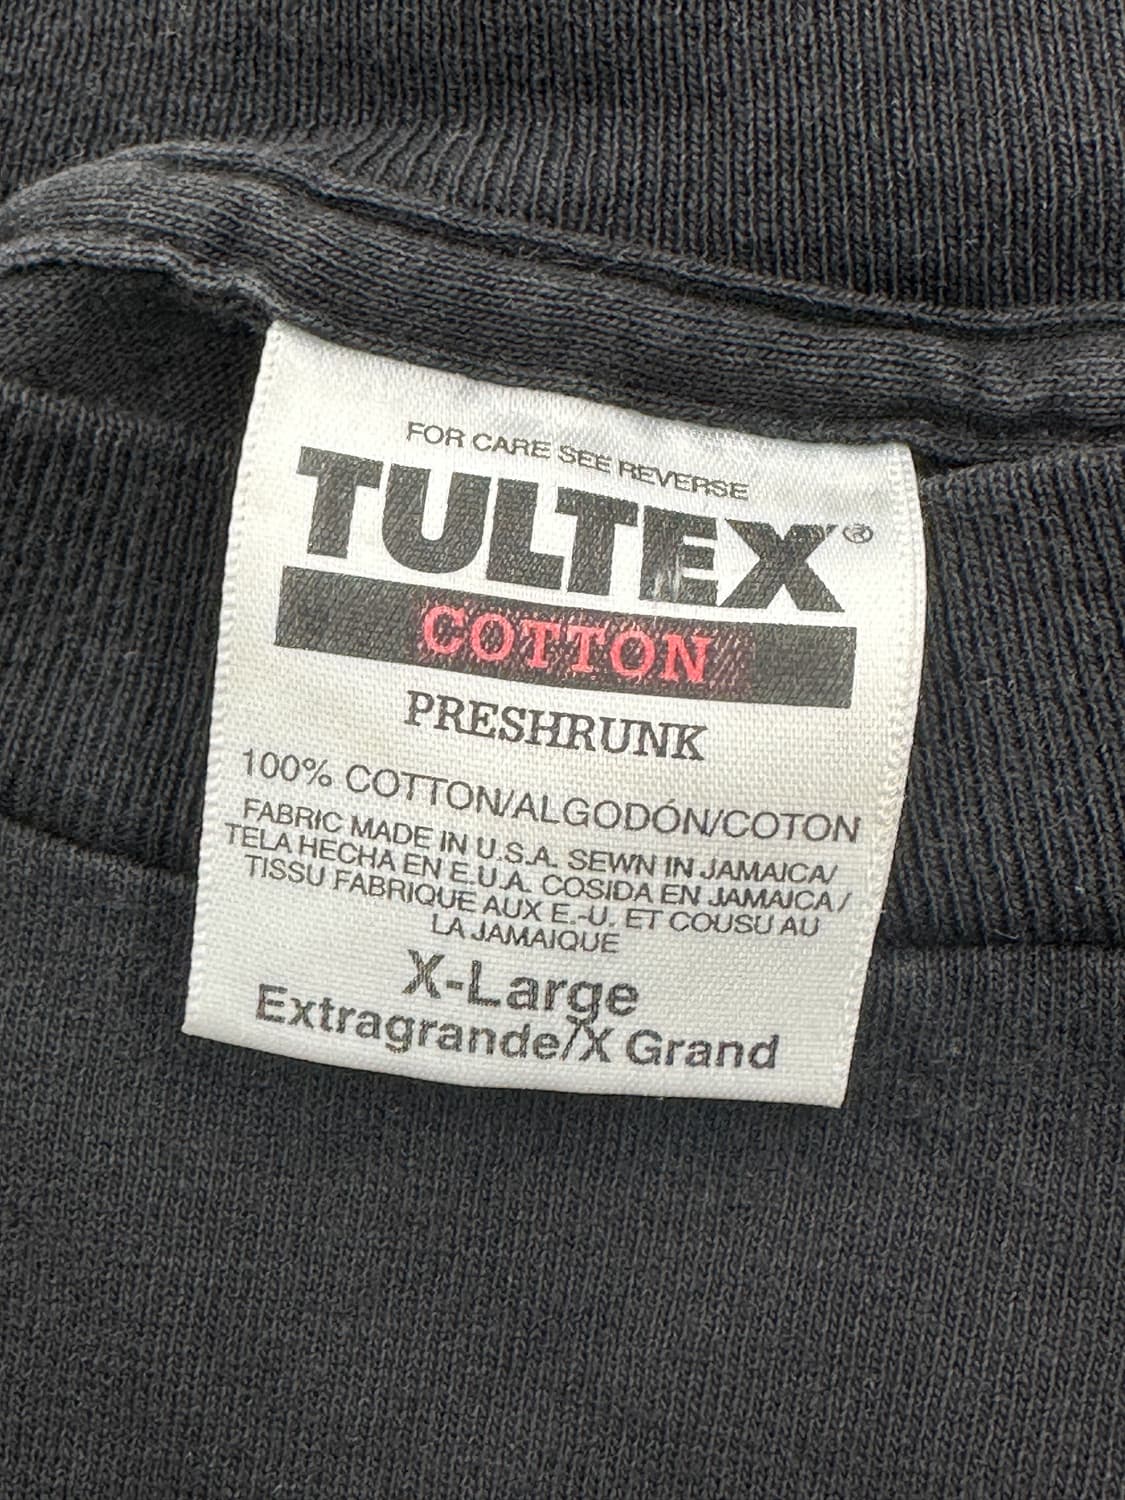 FOR CARE SEE REVERSE
TULTEX®
COTTON
PRESHRUNK
100% COTTON/ALGODÓN/COTON
FABRIC MADE IN U.S.A. SEWN IN JAMAICA/
TELA HECHA EN E.U.A. COSIDA EN JAMAICA /
TISSU FABRIQUE AUX E.-U. ET COUSU AU
LA JAMAIQUE
X-Large
Extragrande/X Grand